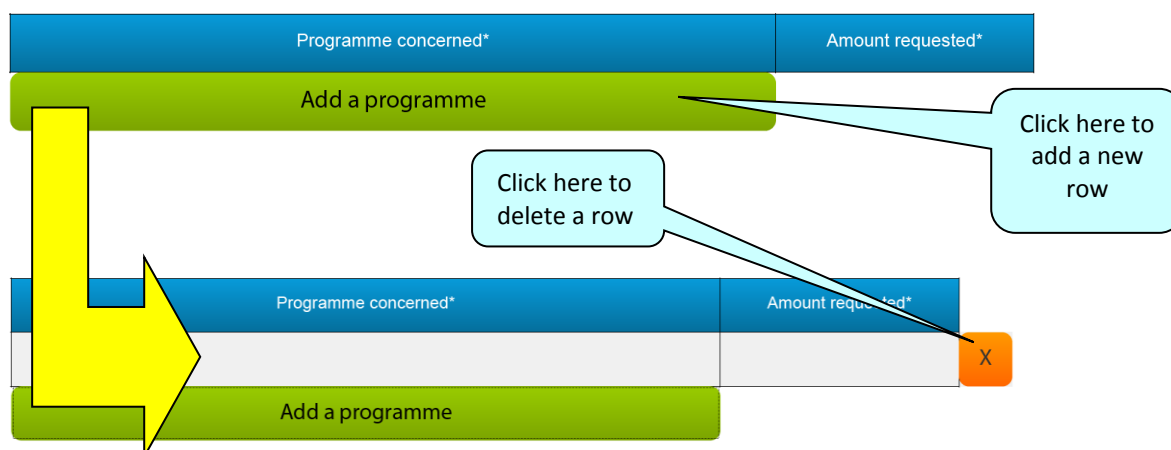 Programme concerned* Amount requested*
Add a programme
Click here to
add a new
row
Click here to
delete a row
Programme concerned* Amount requested*
X
Add a programme